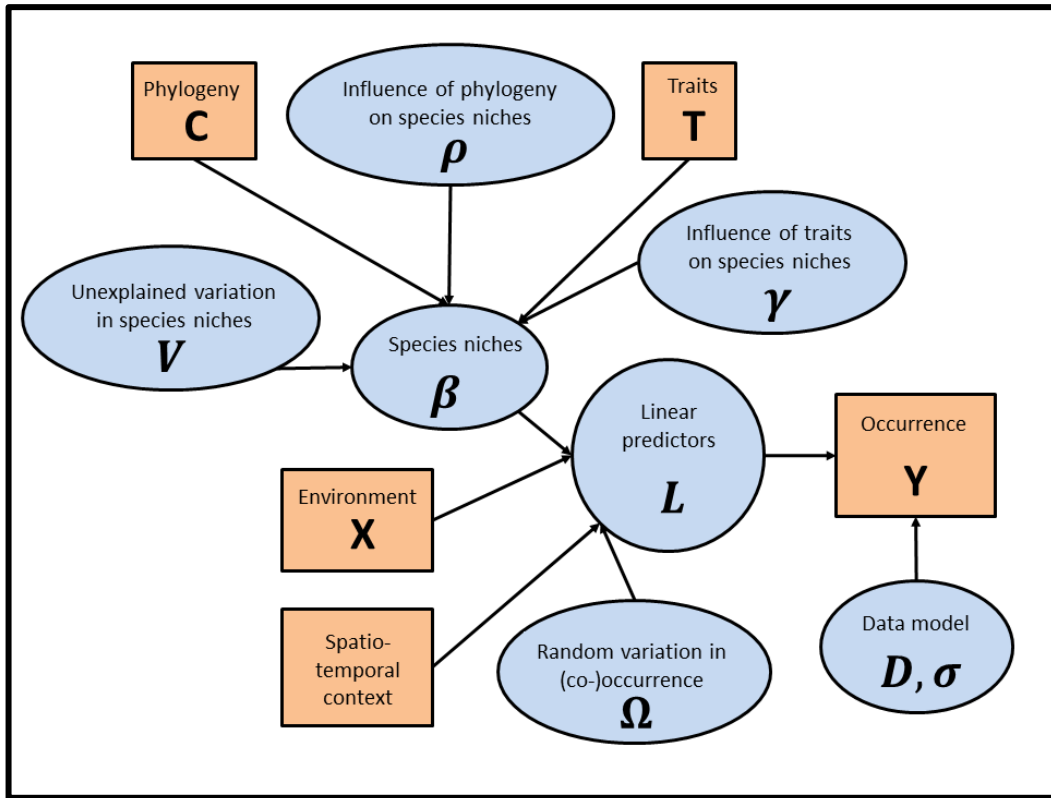 Phylogeny
C
Influence of phylogeny
on species niches
ρ
Traits
T
Influence of traits
on species niches
γ
Unexplained variation
in species niches
V
Species niches
β
Linear
predictors
L
Occurrence
Y
Environment
X
Spatio-
temporal
context
Random variation in
(co-)occurrence
Ω
Data model
D, σ